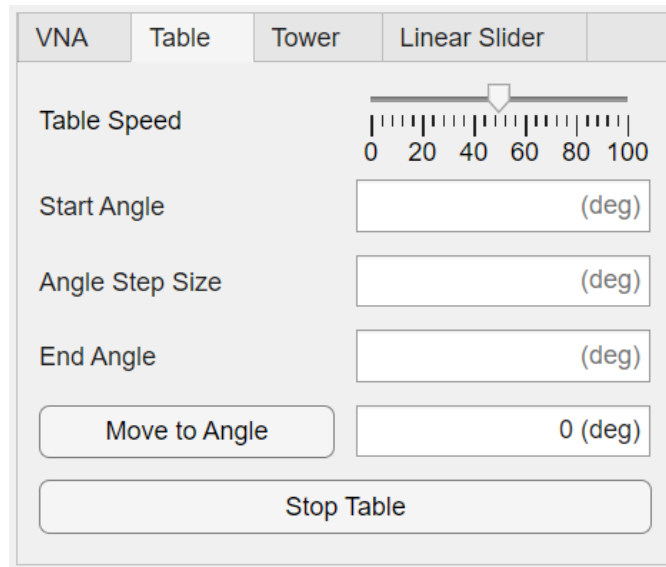 VNA Table Tower Linear Slider
Table Speed
0 20 40 60 80 100
Start Angle (deg)
Angle Step Size (deg)
End Angle (deg)
Move to Angle 0 (deg)
Stop Table